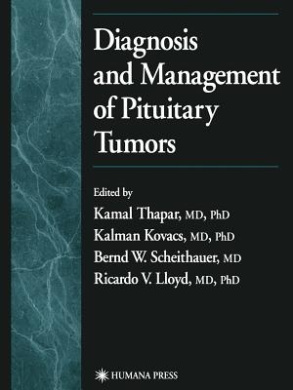 Diagnosis
and Management
of Pituitary
Tumors
Edited by
Kamal Thapar, MD, PhD
Kalman Kovacs, MD, PhD
Bernd W. Scheithauer, MD
Ricardo V. Lloyd, MD, PhD
HUMANA PRESS